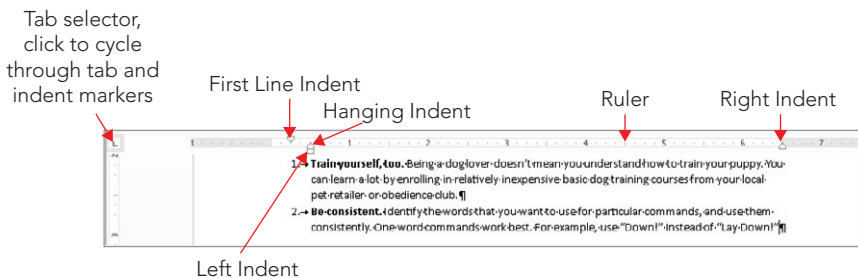 Tab selector,
click to cycle
through tab and
indent markers
First Line Indent
Hanging Indent
Ruler
Right Indent
L
1 1 2 3 4 5 6 7
2
3
1.→Train·yourself,·too.·Being·a·dog·lover·doesn't·mean·you·understand·how·to·train·your·puppy.·You·
can·learn·a·lot·by·enrolling·in·relatively·inexpensive·basic·dog·training·courses·from·your·local·
pet·retailer·or·obedience·club.¶
2.→Be·consistent.·Identify·the·words·that·you·want·to·use·for·particular·commands,·and·use·them·
consistently.·One·word·commands·work·best.·For·example,·use·“Down!”·instead·of·“Lay·Down!”¶
Left Indent